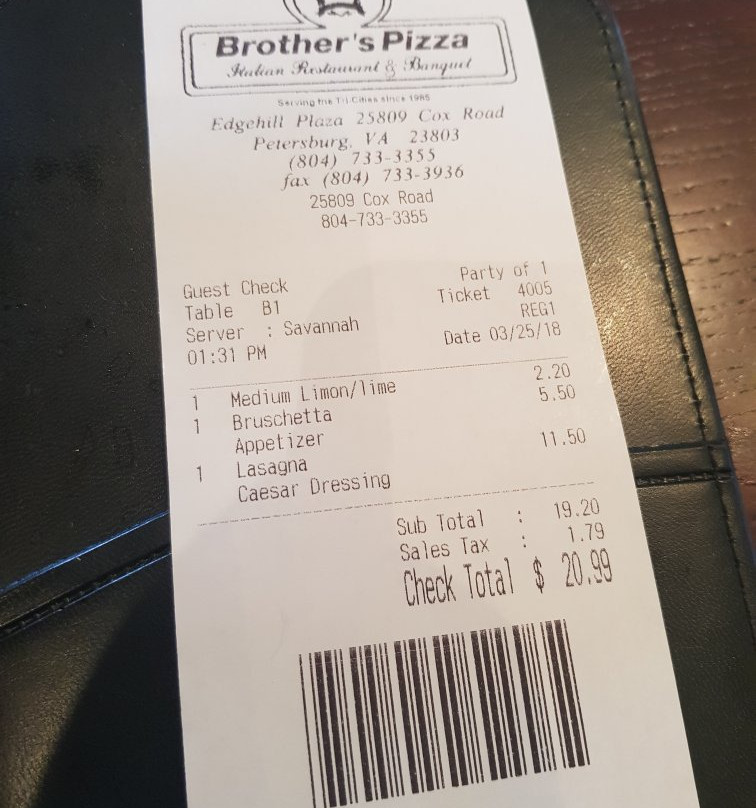 Brother's Pizza
Italian Restaurant & Banquet
Serving the Tri-Cities since 1985
Edgehill Plaza 25809 Cox Road
Petersburg, VA 23803
(804) 733-3355
fax (804) 733-3936
25809 Cox Road
804-733-3355
Guest Check Party of 1
Table B1 Ticket 4005
Server : Savannah REG1
01:31 PM Date 03/25/18
1 Medium Limon/lime 2.20
1 Bruschetta 5.50
Appetizer
1 Lasagna 11.50
Caesar Dressing
Sub Total : 19.20
Sales Tax : 1.79
Check Total $ 20.99